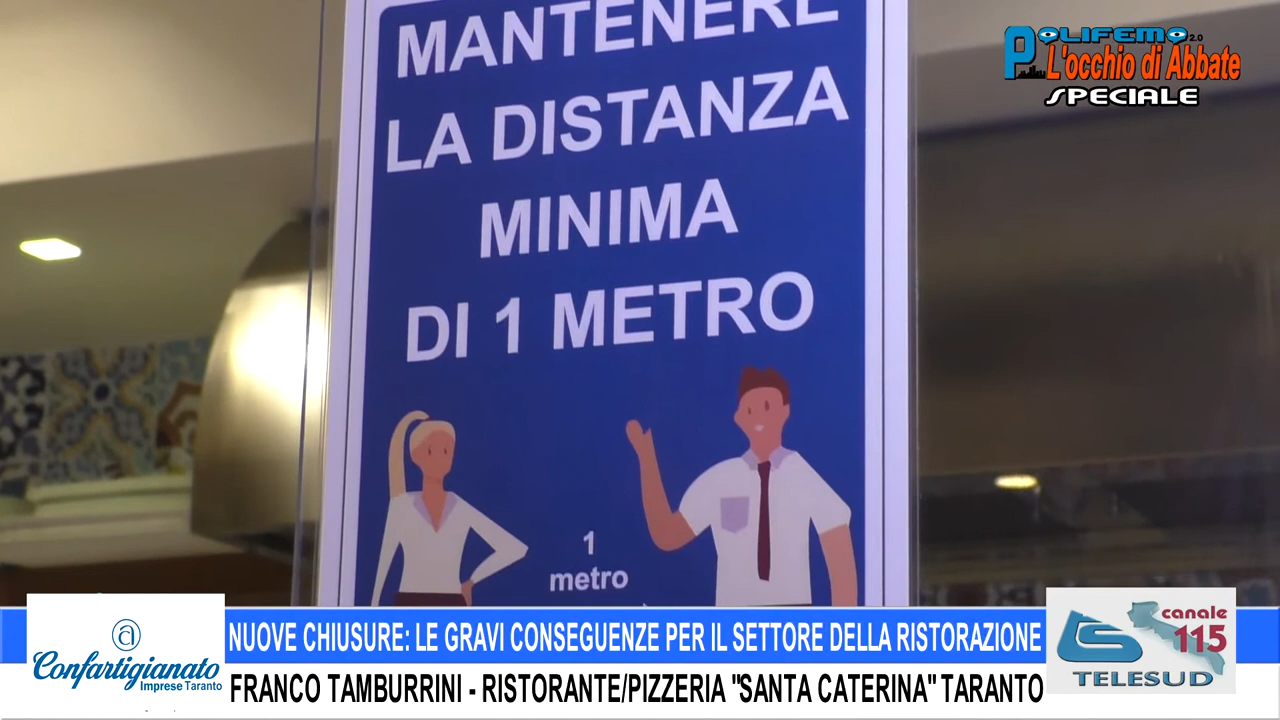 MANTENERE
LA DISTANZA
MINIMA
DI 1 METRO
1
metro
POLIFEMO 2.0
L'occhio di Abbate
SPECIALE
NUOVE CHIUSURE: LE GRAVI CONSEGUENZE PER IL SETTORE DELLA RISTORAZIONE
FRANCO TAMBURRINI - RISTORANTE/PIZZERIA "SANTA CATERINA" TARANTO
Confartigianato
Imprese Taranto
canale
115
TELESUD